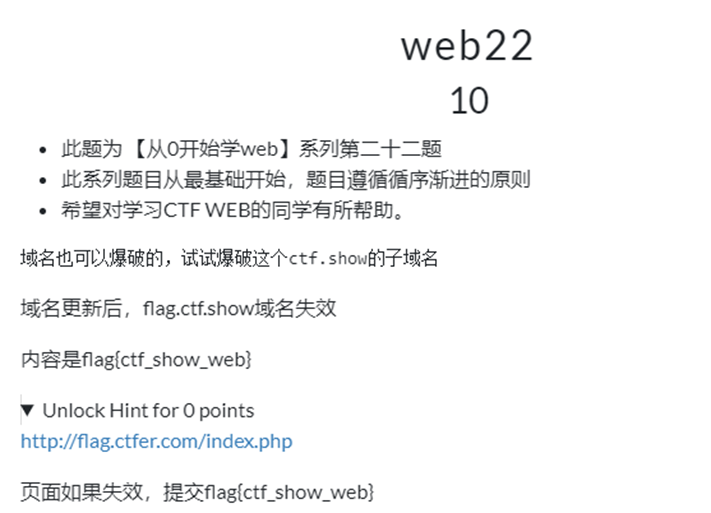 web22
10
此题为 【从0开始学web】系列第二十二题
此系列题目从最基础开始，题目遵循循序渐进的原则
希望对学习CTF WEB的同学有所帮助。
域名也可以爆破的，试试爆破这个ctf.show的子域名
域名更新后，flag.ctf.show域名失效
内容是flag{ctf_show_web}
▼ Unlock Hint for 0 points
http://flag.ctfer.com/index.php
页面如果失效，提交flag{ctf_show_web}